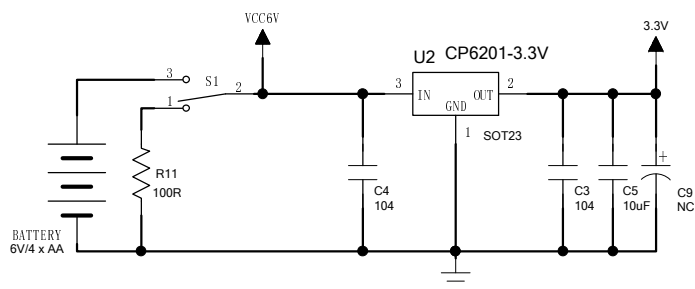 VCC6V
3.3V
U2 CP6201-3.3V
3 S1 2
1
3 IN OUT 2
GND
1 SOT23
R11
100R
C4
104
C3
104
C5
10uF
+
C9
NC
BATTERY
6V/4 x AA